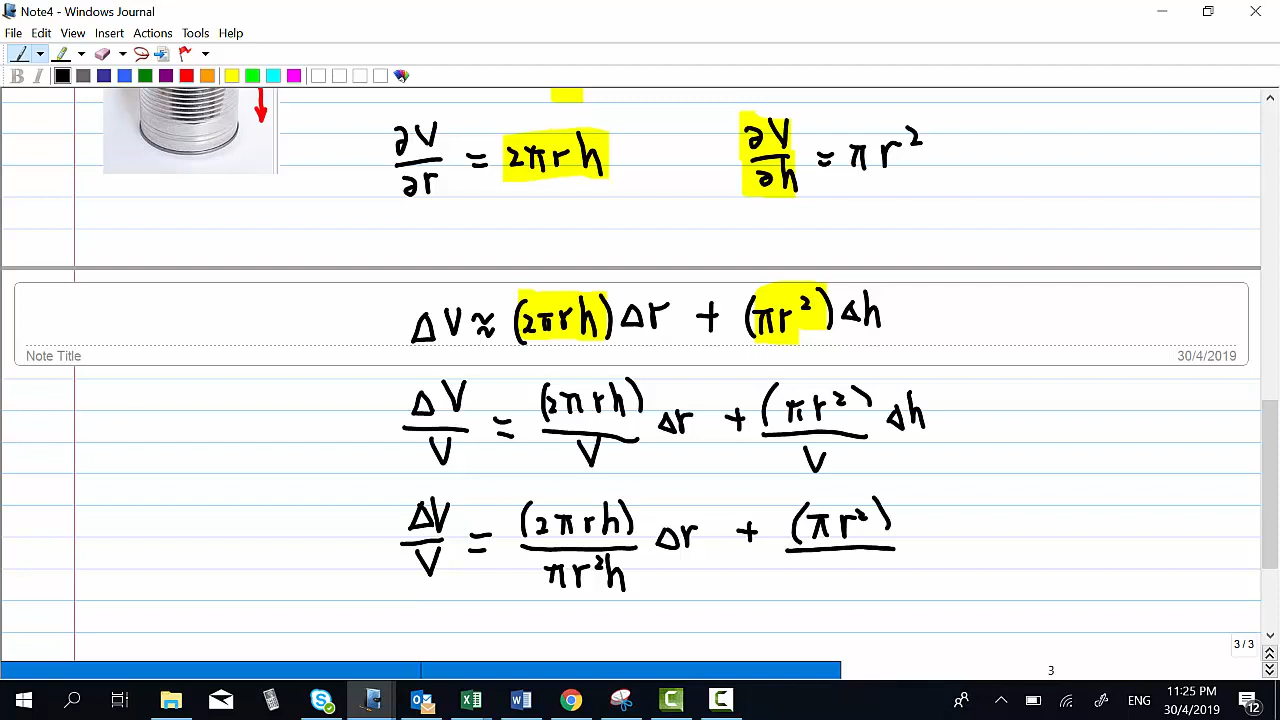 Note4 - Windows Journal
File Edit View Insert Actions Tools Help
B I
∂V/∂r = 2πrh ∂V/∂h = πr²
ΔV ≈ (2πrh) Δr + (πr²) Δh
Note Title 30/4/2019
ΔV/V = (2πrh)/V Δr + (πr²)/V Δh
ΔV/V = (2πrh)/πr²h Δr + (πr²)
3 / 3
3
ENG 11:25 PM 30/4/2019 12